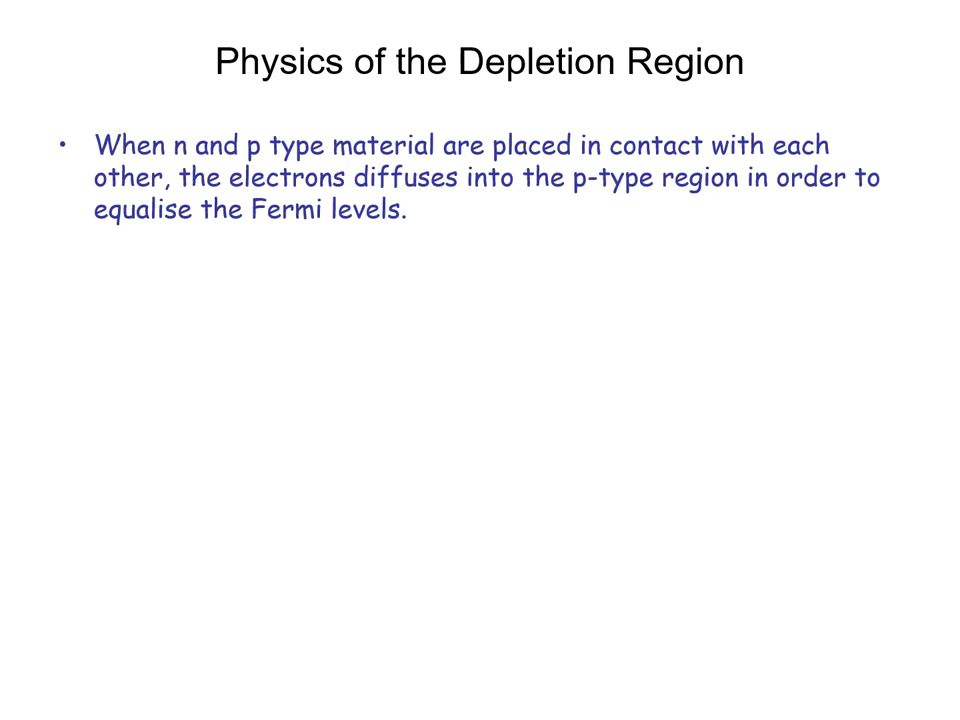 Physics of the Depletion Region
• When n and p type material are placed in contact with each
other, the electrons diffuses into the p-type region in order to
equalise the Fermi levels.